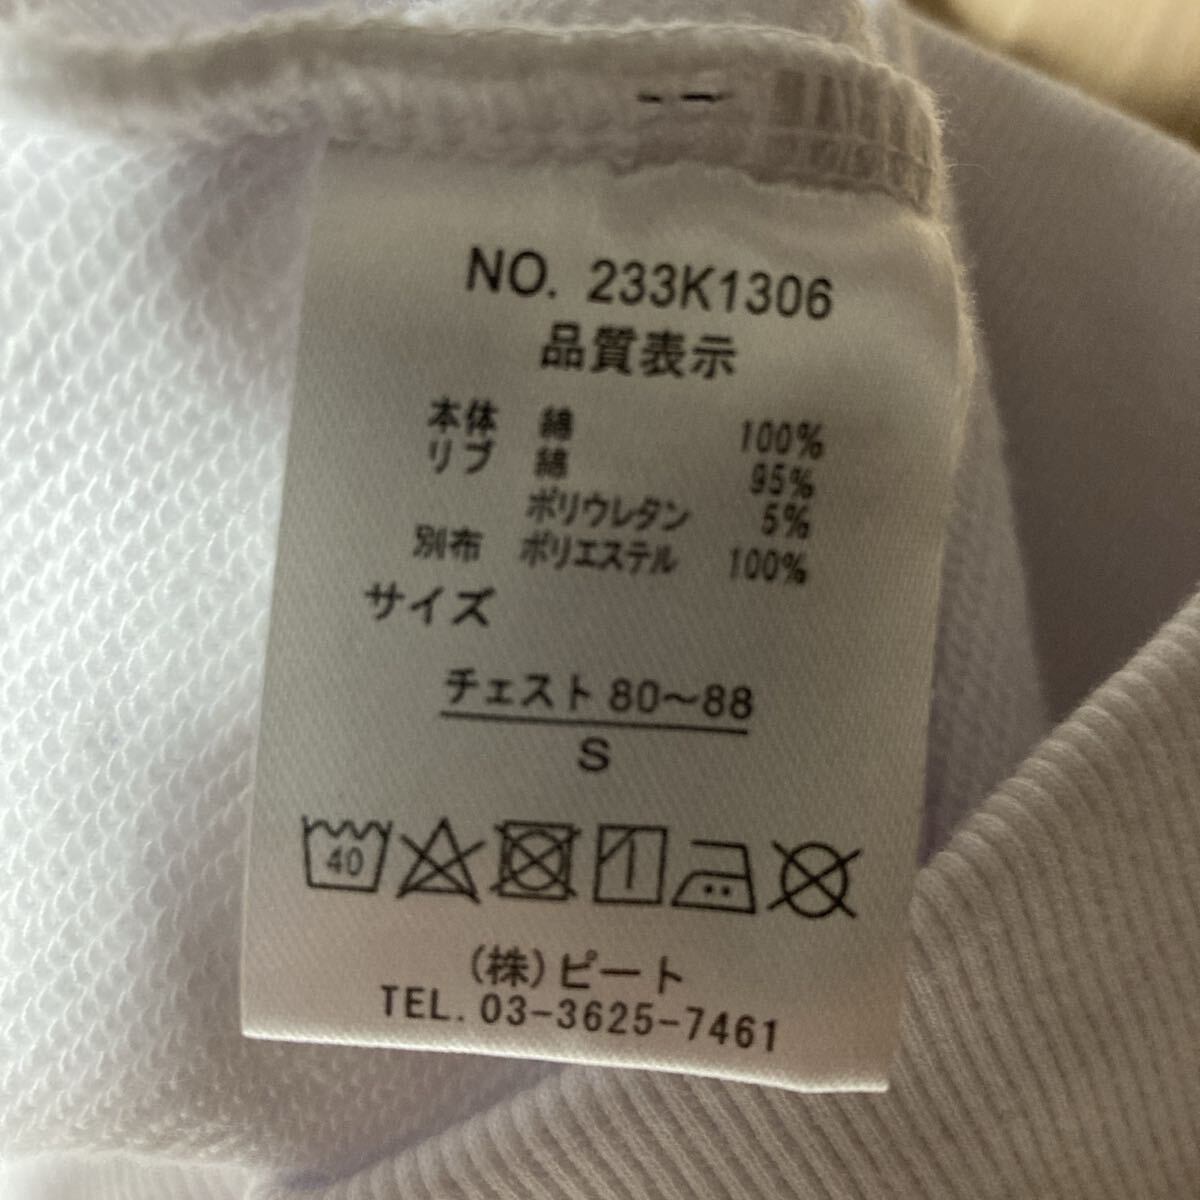 NO. 233K1306
品質表示
本体 綿 100%
リブ 綿 95%
ポリウレタン 5%
別布 ポリエステル 100%
サイズ
チェスト 80～88
S
40
(株)ピート
TEL. 03-3625-7461